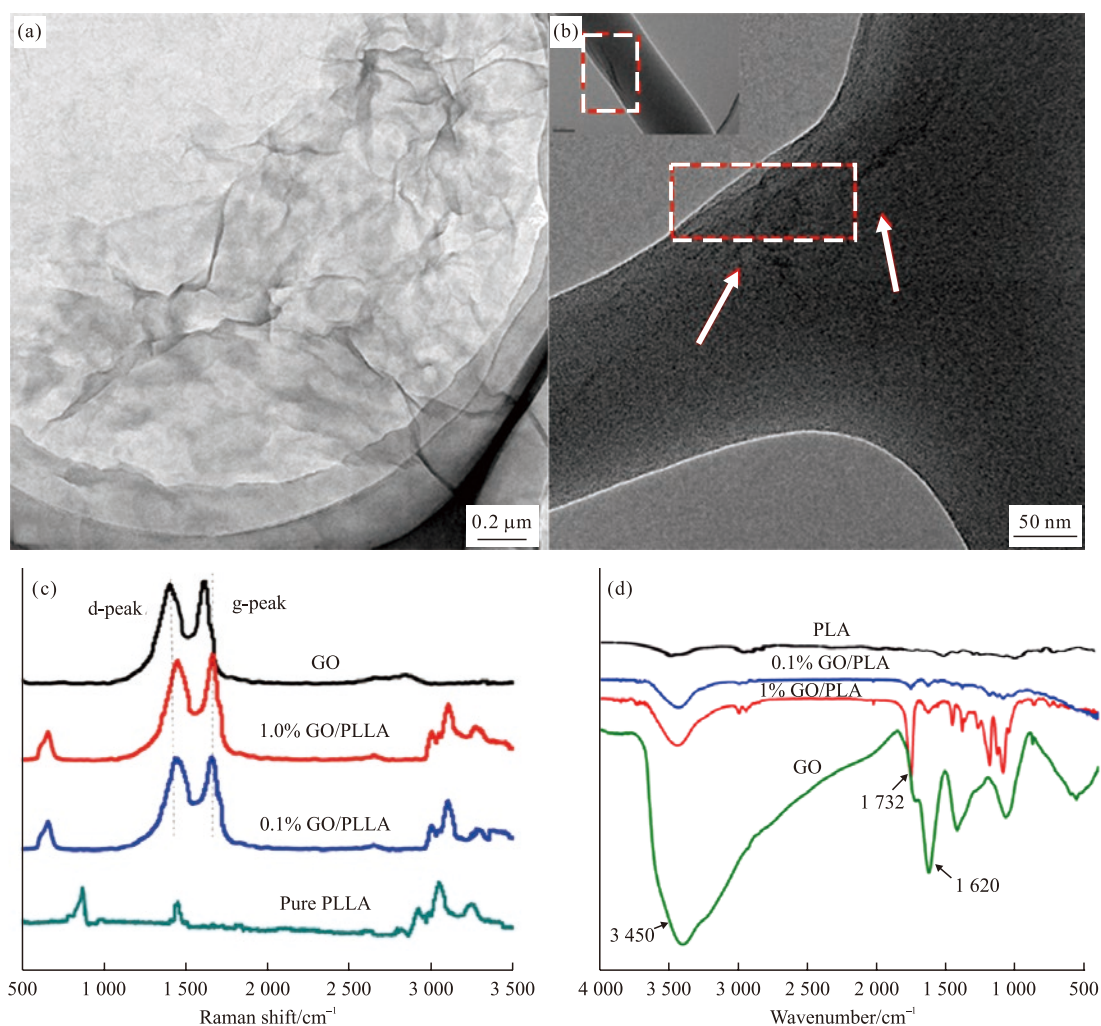 (a)
0.2 μm
(b)
50 nm
(c)
d-peak
g-peak
GO
1.0% GO/PLLA
0.1% GO/PLLA
Pure PLLA
500
1 000
1 500
2 000
2 500
3 000
3 500
Raman shift/cm⁻¹
(d)
PLA
0.1% GO/PLA
1% GO/PLA
GO
1 732
1 620
3 450
4 000
3 500
3 000
2 500
2 000
1 500
1 000
500
Wavenumber/cm⁻¹